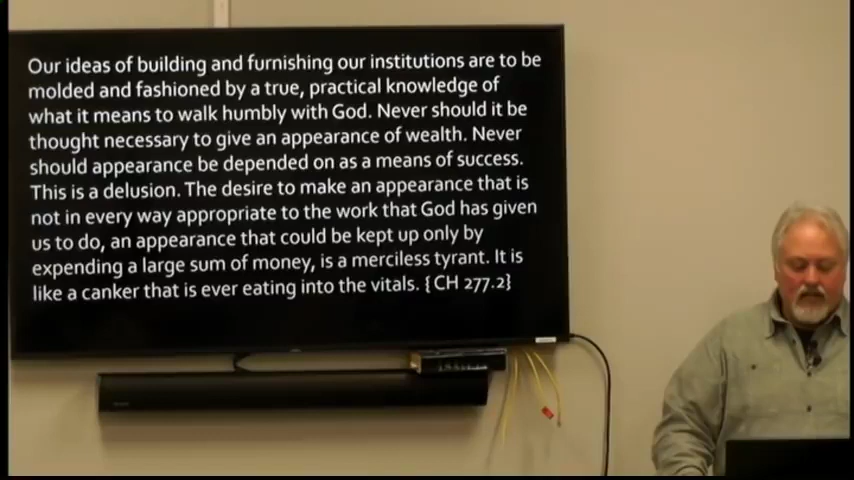 Our ideas of building and furnishing our institutions are to be
molded and fashioned by a true, practical knowledge of
what it means to walk humbly with God. Never should it be
thought necessary to give an appearance of wealth. Never
should appearance be depended on as a means of success.
This is a delusion. The desire to make an appearance that is
not in every way appropriate to the work that God has given
us to do, an appearance that could be kept up only by
expending a large sum of money, is a merciless tyrant. It is
like a canker that is ever eating into the vitals. { CH 277.2}